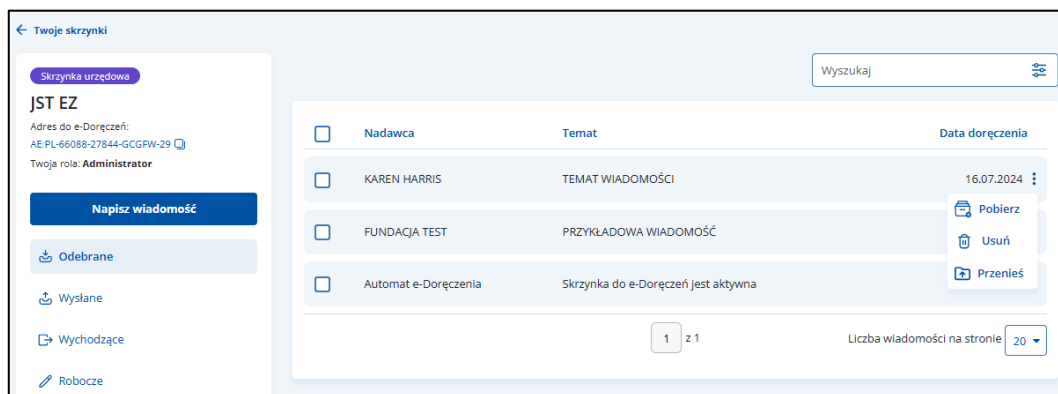 Twoje skrzynki
Skrzynka urzędowa
JST EZ
Adres do e-Doręczeń:
AE:PL-66088-27844-GCGFW-29
Twoja rola: Administrator
Napisz wiadomość
Odebrane
Wysłane
Wychodzące
Robocze
Wyszukaj
Nadawca Temat Data doręczenia
KAREN HARRIS TEMAT WIADOMOŚCI 16.07.2024
FUNDACJA TEST PRZYKŁADOWA WIADOMOŚĆ
Automat e-Doręczenia Skrzynka do e-Doręczeń jest aktywna
Pobierz
Usuń
Przenieś
1 z 1 Liczba wiadomości na stronie 20